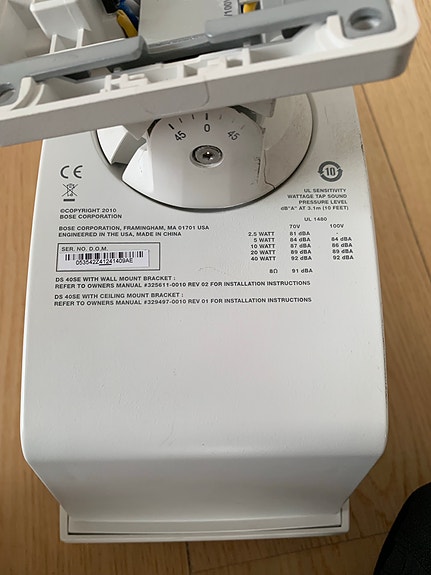 100V
45 0 45
CE
10
©COPYRIGHT 2010
BOSE CORPORATION
BOSE CORPORATION, FRAMINGHAM, MA 01701 USA
ENGINEERED IN THE USA, MADE IN CHINA
SER. NO. D.O.M.
053542Z41241409AE
UL SENSITIVITY
WATTAGE TAP SOUND
PRESSURE LEVEL
dB"A" AT 3.1m (10 FEET)
UL 1480
70V 100V
2.5 WATT 81 dBA -
5 WATT 84 dBA 84 dBA
10 WATT 87 dBA 86 dBA
20 WATT 89 dBA 89 dBA
40 WATT 92 dBA 92 dBA
8Ω 91 dBA
DS 40SE WITH WALL MOUNT BRACKET :
REFER TO OWNERS MANUAL #325611-0010 REV 02 FOR INSTALLATION INSTRUCTIONS
DS 40SE WITH CEILING MOUNT BRACKET :
REFER TO OWNERS MANUAL #329497-0010 REV 01 FOR INSTALLATION INSTRUCTIONS